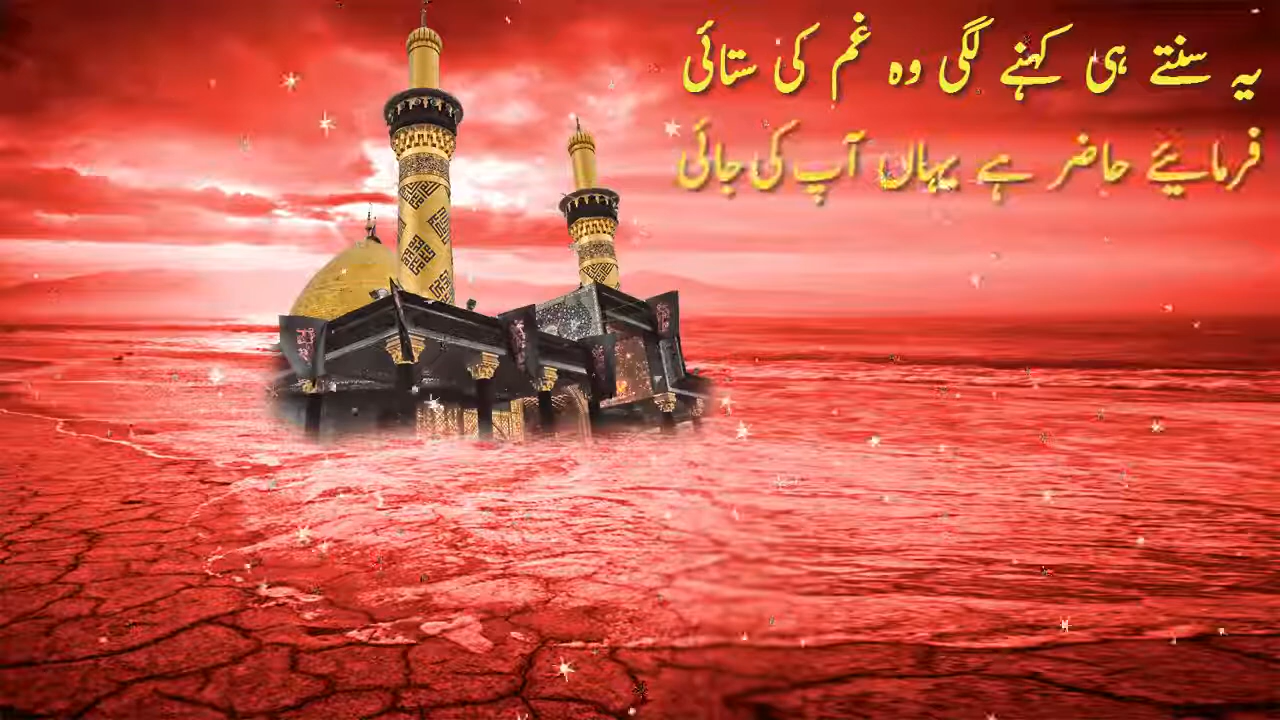 یہ سنتے ہی کہنے لگی وہ غم کی ستائی
فرمایئے حاضر ہے یہاں آپ کی جائی